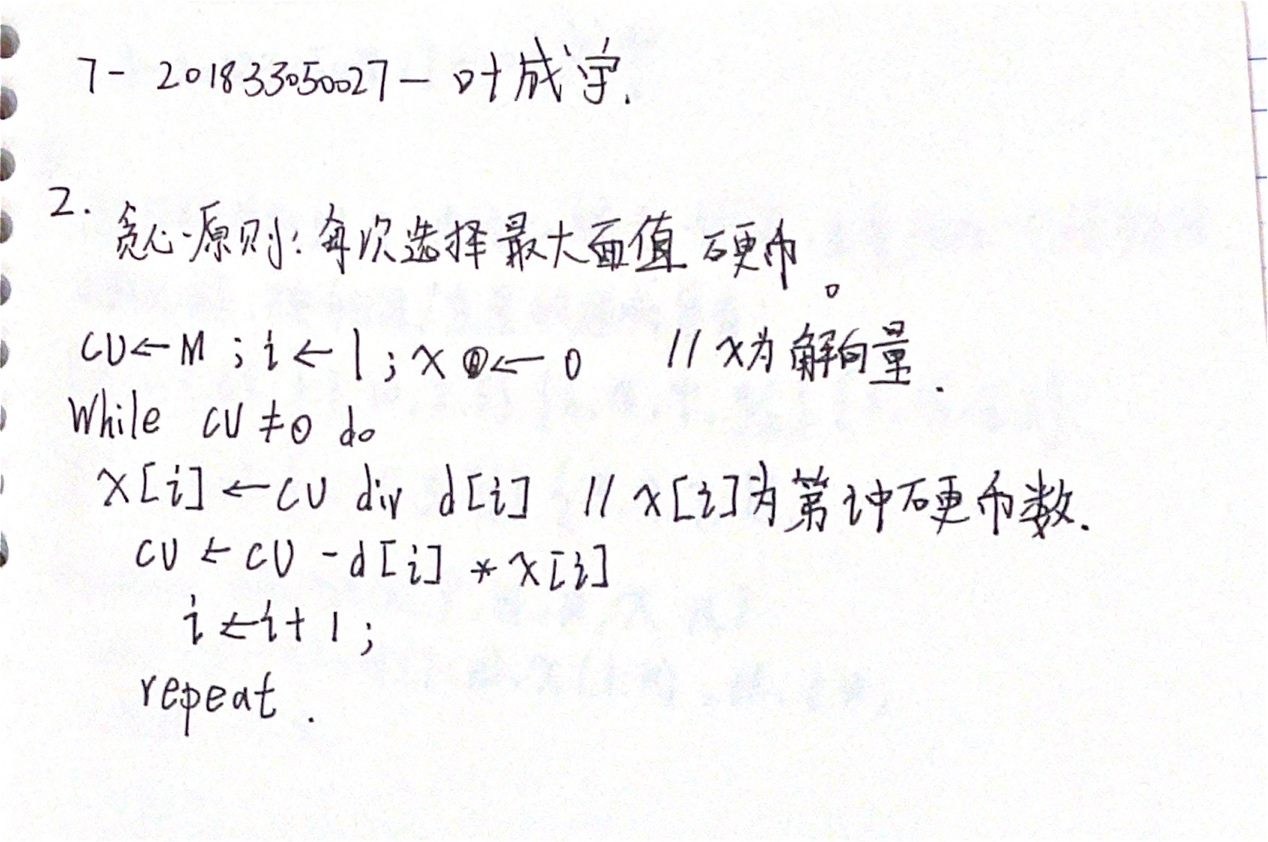 7-2018333050027-叶成宇.
2.
贪心原则:每次选择最大面值硬币。
CU←M;i←1;x←0 //x为解向量.
While CU≠0 do
x[i]←CU div d[i] //x[i]为第i种硬币数.
CU←CU-d[i]*x[i]
i←i+1;
repeat.